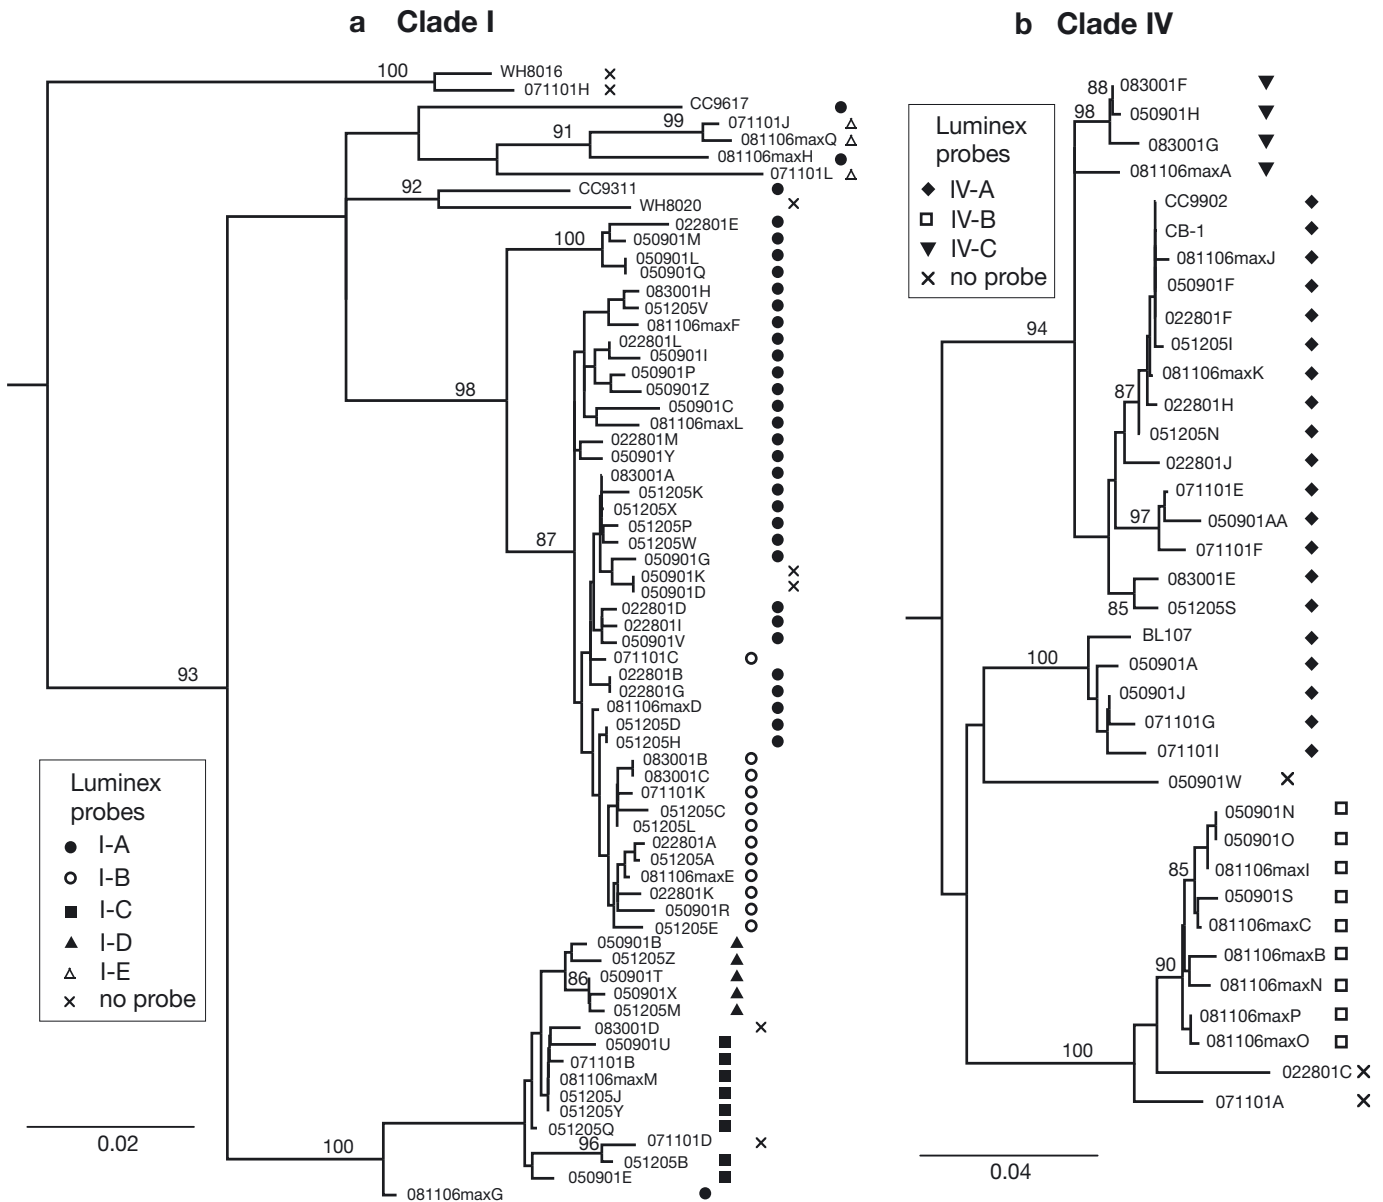 a Clade I
100
WH8016
071101H
CC9617
99
071101J
91
081106maxQ
081106maxH
071101L
92
CC9311
WH8020
022801E
100
050901M
050901L
050901Q
083001H
051205V
081106maxF
022801L
050901I
050901P
050901Z
98
050901C
081106maxL
022801M
050901Y
083001A
051205K
051205X
051205P
051205W
87
050901G
050901K
050901D
022801D
022801I
050901V
071101C
93
022801B
022801G
081106maxD
051205D
051205H
083001B
083001C
071101K
051205C
051205L
022801A
051205A
081106maxE
022801K
050901R
051205E
050901B
051205Z
86
050901T
050901X
051205M
083001D
050901U
071101B
081106maxM
051205J
051205Y
051205Q
96
071101D
100
051205B
050901E
081106maxG
Luminex
probes
I-A
I-B
I-C
I-D
I-E
no probe
0.02
b Clade IV
88
083001F
98
050901H
083001G
081106maxA
CC9902
CB-1
081106maxJ
050901F
022801F
94
051205I
081106maxK
87
022801H
051205N
022801J
071101E
97
050901AA
071101F
083001E
85
051205S
BL107
100
050901A
050901J
071101G
071101I
050901W
050901N
050901O
85
081106maxI
050901S
081106maxC
081106maxB
90
081106maxN
081106maxP
081106maxO
100
022801C
071101A
Luminex
probes
IV-A
IV-B
IV-C
no probe
0.04